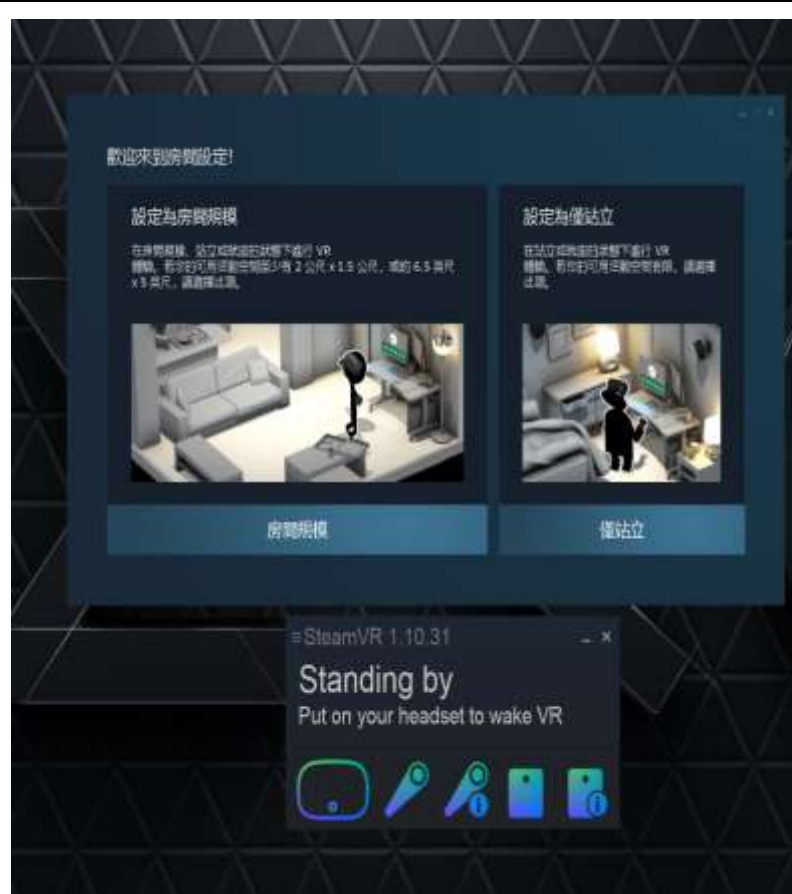 歡迎來到房間設定!
設定為房間規模
在房間規模、站立或就座的狀態下進行 VR
體驗。若您的可用活動空間至少有 2 公尺 x 1.5 公尺，或約 6.5 英尺
x 5 英尺，請選擇此項。
房間規模
設定為僅站立
在站立或就座的狀態下進行 VR
體驗。若您的可用活動空間有限，請選擇
此項。
僅站立
SteamVR 1.10.31
Standing by
Put on your headset to wake VR